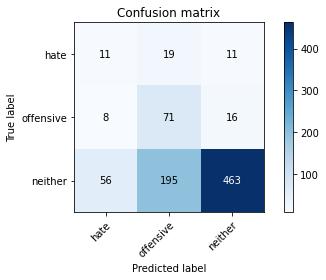 Confusion matrix
True label
hate 11 19 11
offensive 8 71 16
neither 56 195 463
hate offensive neither
Predicted label
400
300
200
100